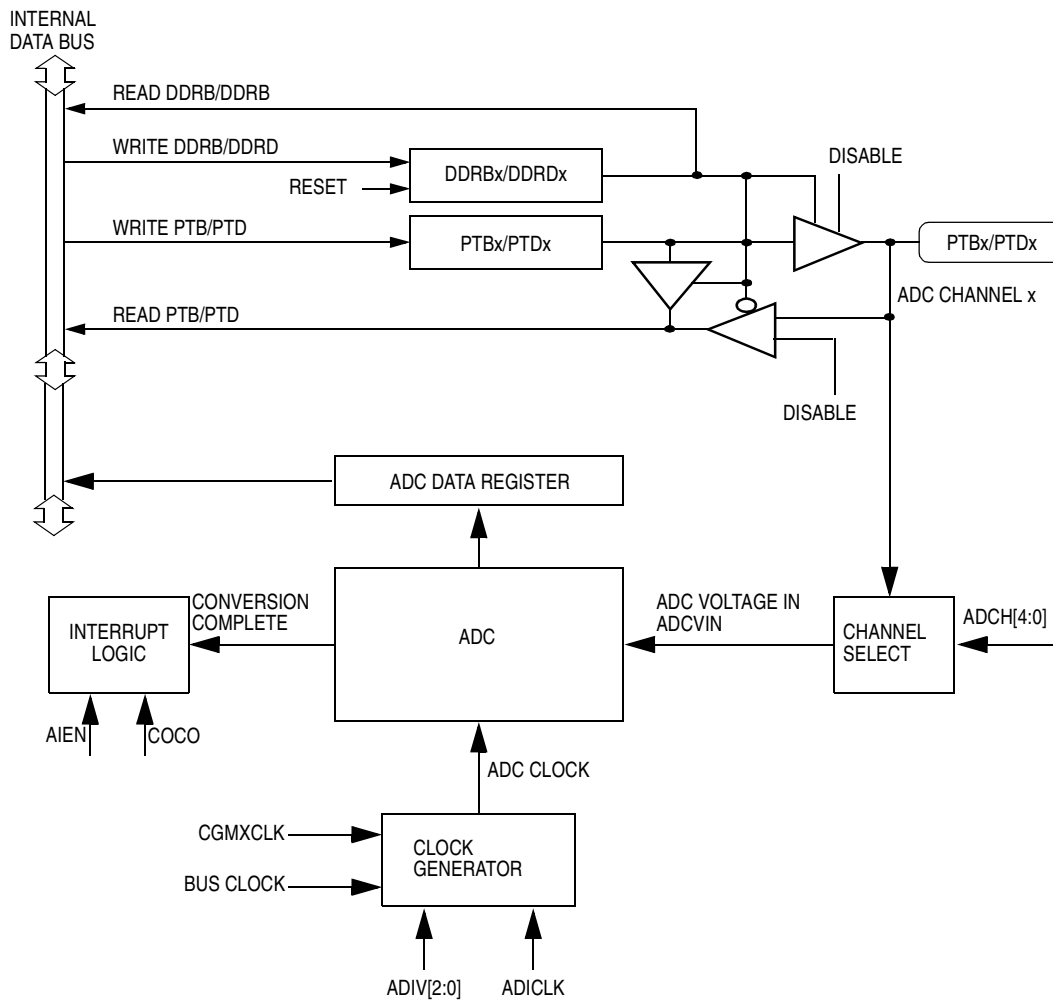 INTERNAL
DATA BUS
READ DDRB/DDRB
WRITE DDRB/DDRD
RESET
DDRBx/DDRDx
DISABLE
WRITE PTB/PTD
PTBx/PTDx
PTBx/PTDx
ADC CHANNEL x
READ PTB/PTD
DISABLE
ADC DATA REGISTER
INTERRUPT
LOGIC
CONVERSION
COMPLETE
ADC
ADC VOLTAGE IN
ADCVIN
CHANNEL
SELECT
ADCH[4:0]
AIEN
COCO
ADC CLOCK
CGMXCLK
BUS CLOCK
CLOCK
GENERATOR
ADIV[2:0]
ADICLK